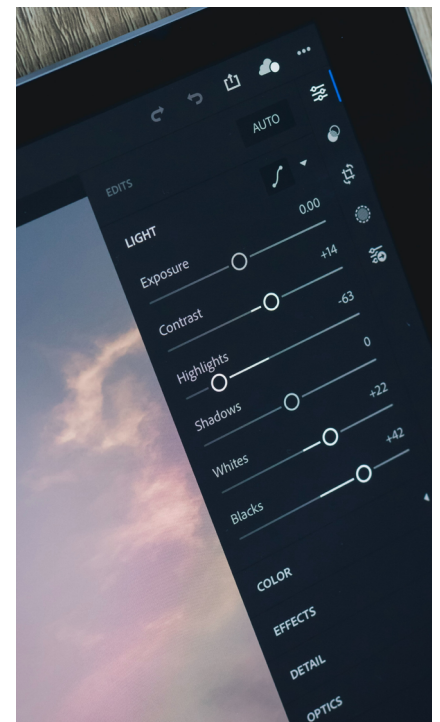 EDITS
AUTO
LIGHT
Exposure 0.00
Contrast +14
Highlights -63
Shadows 0
Whites +22
Blacks +42
COLOR
EFFECTS
DETAIL
OPTICS